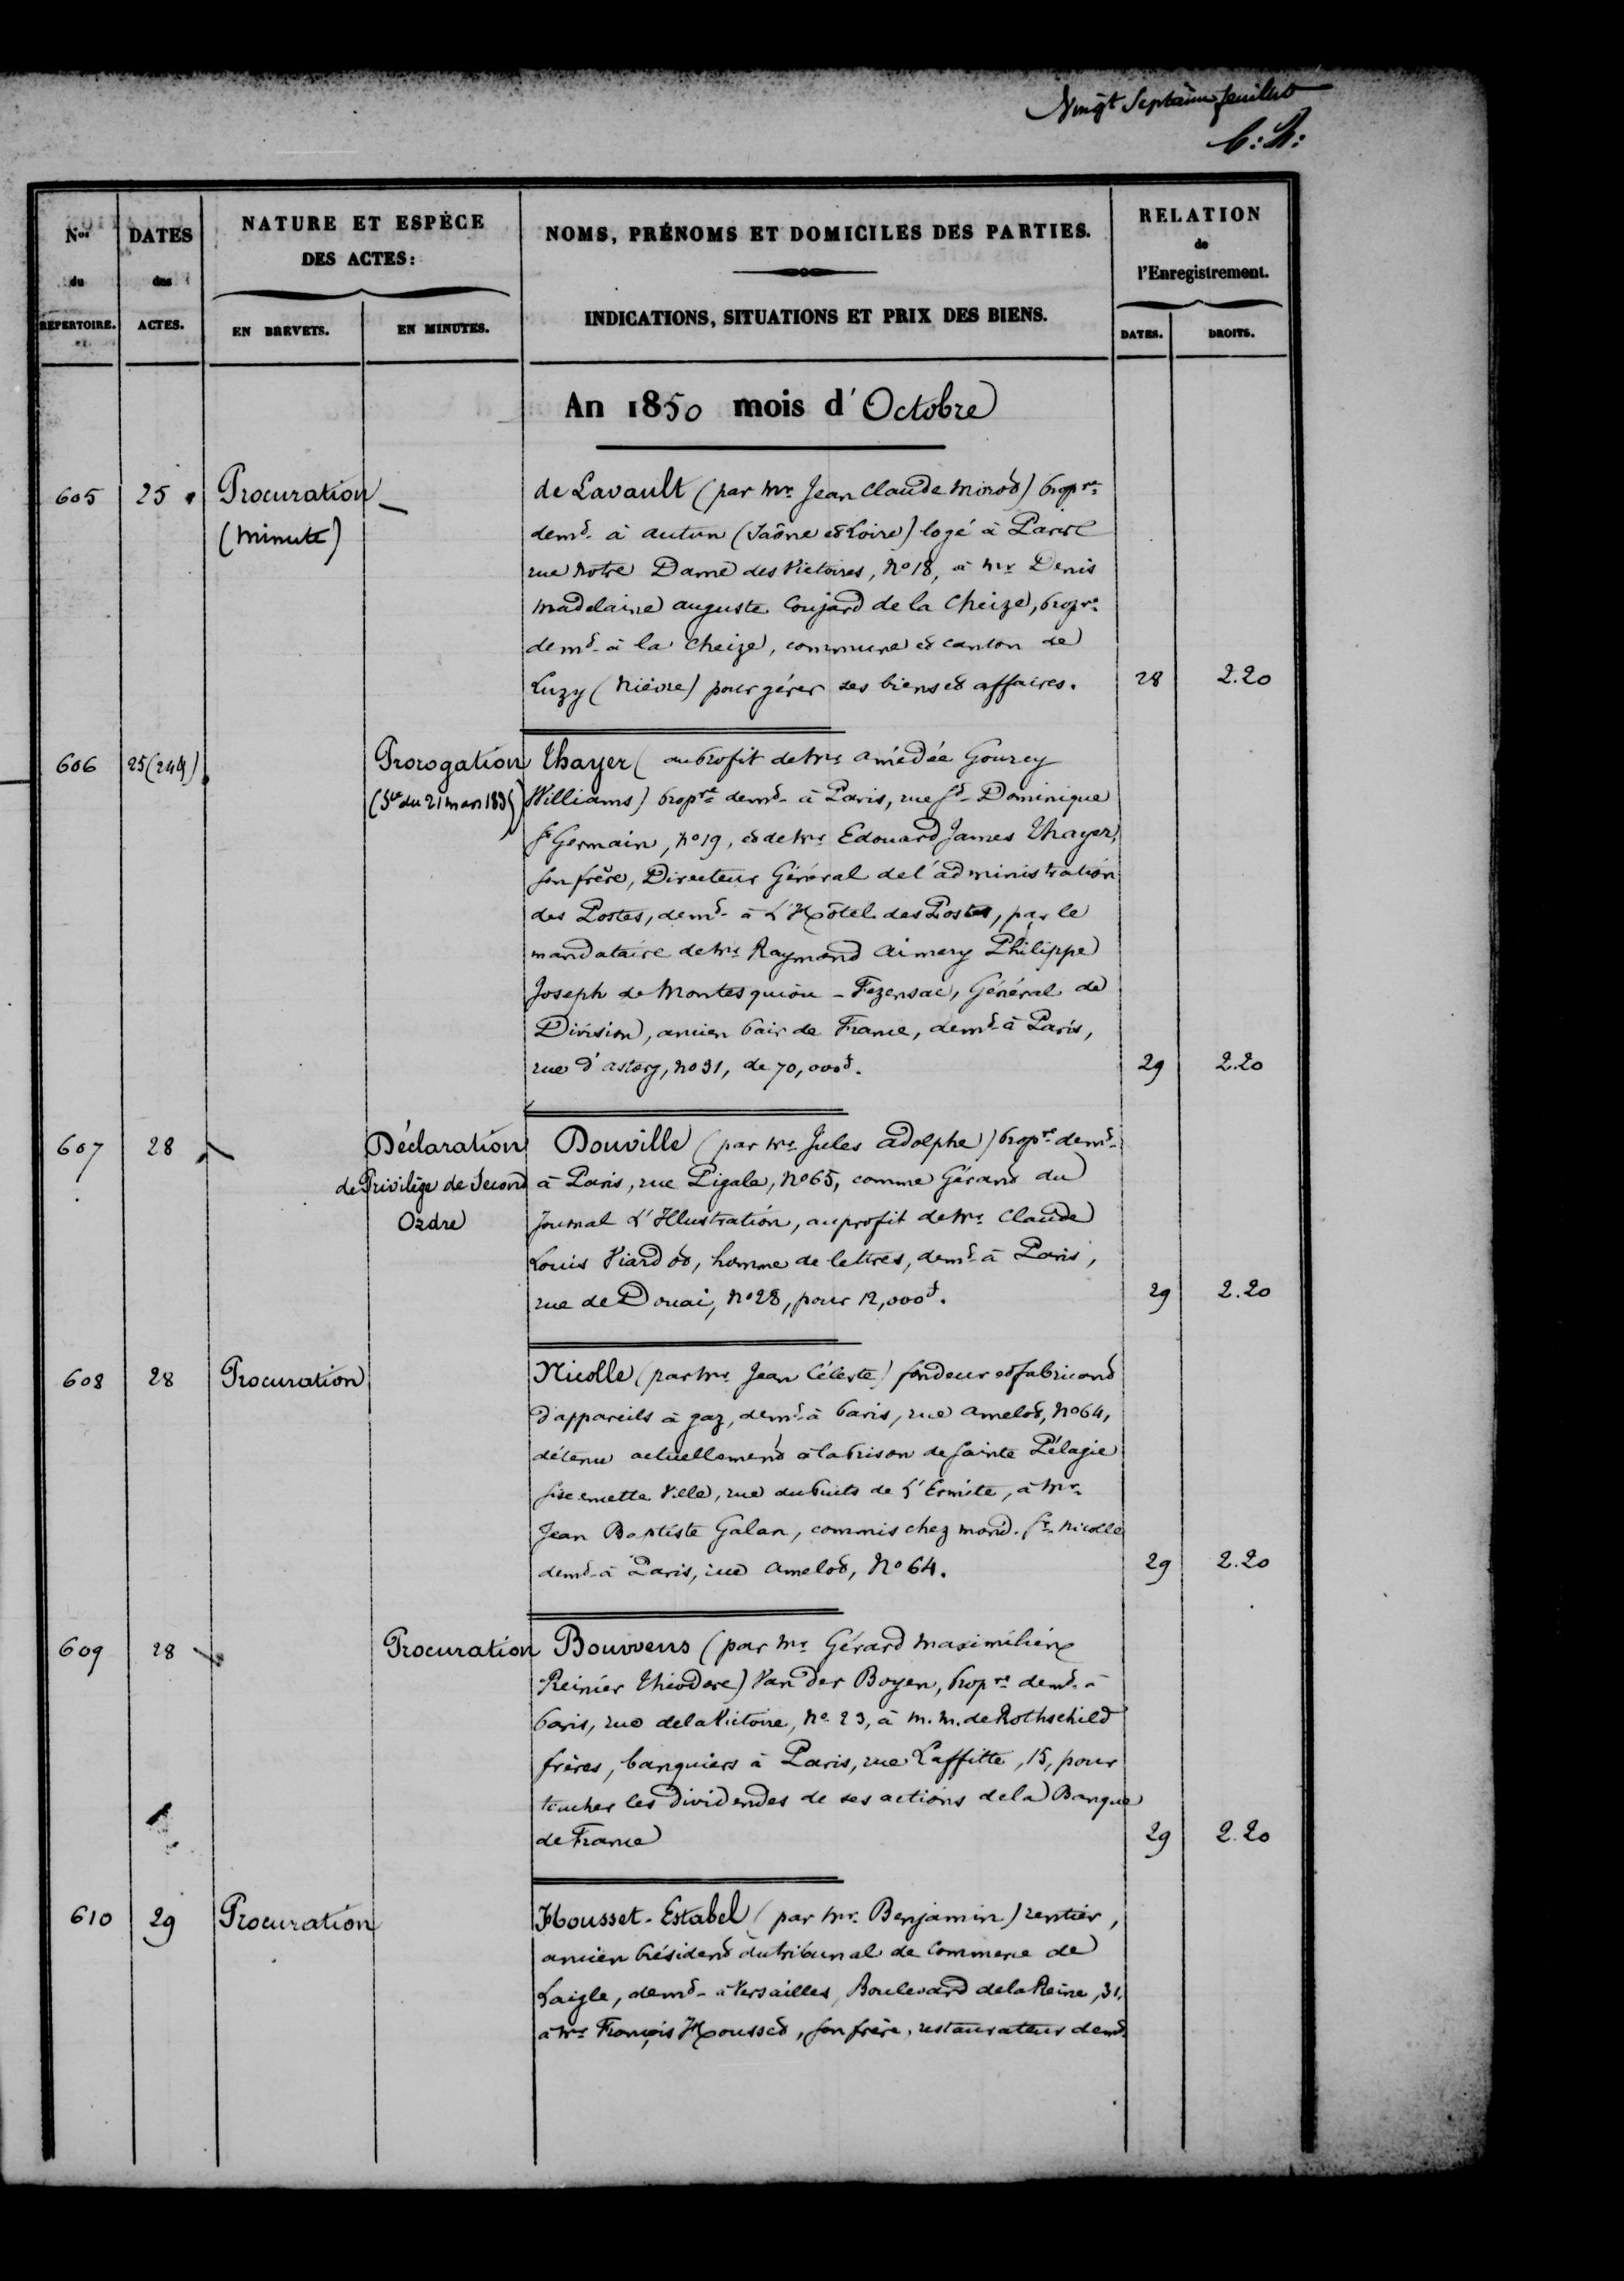 Vingt Septième feuillet
C: h:
Nos du RÉPERTOIRE.
DATES des ACTES.
NATURE ET ESPÈCE DES ACTES:
EN BREVETS.
EN MINUTES.
NOMS, PRÉNOMS ET DOMICILES DES PARTIES.
INDICATIONS, SITUATIONS ET PRIX DES BIENS.
RELATION de l'Enregistrement.
DATES.
DROITS.
An 1850 mois d'Octobre
605 25 Procuration de Lavault (par Mr. Jean Claude Minod) propre
(minute) demt à autun (Saône et Loire) logé à Paris
rue Notre Dame des Victoires, No 18, à Mr Denis
Madelaine auguste Coujard de la Cheize, propre
demt à la Cheize, commune et canton de
Luzy (Nièvre) pour gérer ses biens et affaires. 28 2.20
606 25 (244) Prorogation Thayer (au profit de Mr Amédée Gourcy
(Ste du 21 mars 1835) Williams) propre demt à Paris, rue St Dominique
St Germain, No 19, et de Mr Edouard James Thayer,
son frère, Directeur Général de l'administration
des Postes, demt à L'Hôtel des Postes, par le
mandataire de Mr Raymond Aimery Philippe
Joseph de Montesquiou-Fezensac, Général de
Division, ancien Pair de France, demt à Paris,
rue d'astorg, No 31, de 70,000f. 29 2.20
607 28 Déclaration Douville (par Mr Jules Adolphe) propre demt
de Privilège de Second à Paris, rue Pigale, No 65, comme Gérant du
Ordre Journal L'Illustration, au profit de Mr Claude
Louis Viardot, homme de lettres, demt à Paris,
rue de Douai, No 28, pour 12,000f. 29 2.20
608 28 Procuration Nicolle (par Mr Jean Céleste) fondeur et fabricant
d'appareils à gaz, demt à Paris, rue amelot, No 64,
détenu actuellement à la Prison de Sainte Pélagie
sise en cette Ville, rue du Puits de L'Ermite, à Mr.
Jean Baptiste Galan, commis chez mond. Sr Nicolle
demt à Paris, rue Amelot, No 64. 29 2.20
609 28 Procuration Bouwens (par Mr Gérard Maximilien
Reinier Théodore) Van Der Boyen, Propre demt à
Paris, rue de la Victoire, No 23, à M.M. de Rothschild
frères, banquiers à Paris, rue Laffitte, 15, pour
toucher les dividendes de ses actions de la Banque
de France 29 2.20
610 29 Procuration Housset-Estabel (par Mr. Benjamin) rentier,
ancien Président du tribunal de Commerce de
Laigle, demt à Versailles, Boulevard de la Reine, 31,
à Mr François Housset, son frère, restaurateur demt